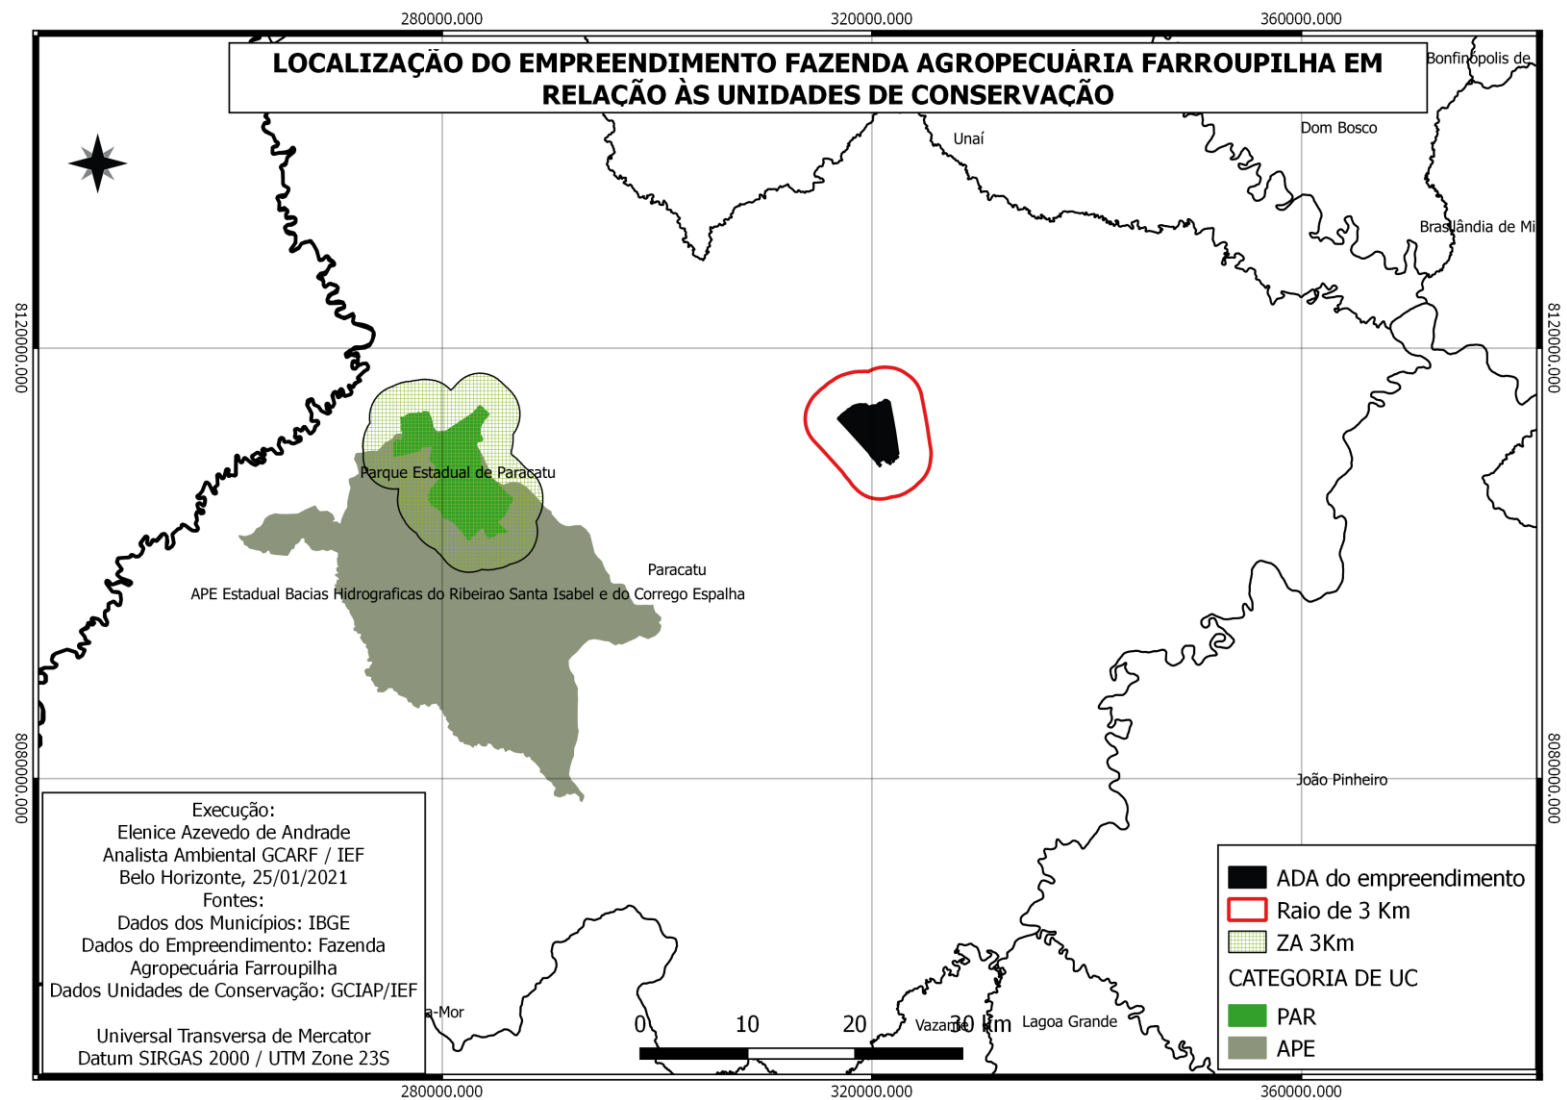 280000.000
320000.000
360000.000
LOCALIZAÇÃO DO EMPREENDIMENTO FAZENDA AGROPECUÁRIA FARROUPILHA EM
RELAÇÃO ÀS UNIDADES DE CONSERVAÇÃO
Bonfinópolis de
Unaí
Dom Bosco
Brasilândia de Mi
8120000.000
8120000.000
Parque Estadual de Paracatu
Paracatu
APE Estadual Bacias Hidrograficas do Ribeirao Santa Isabel e do Corrego Espalha
8080000.000
João Pinheiro
8080000.000
Execução:
Elenice Azevedo de Andrade
Analista Ambiental GCARF / IEF
Belo Horizonte, 25/01/2021
Fontes:
Dados dos Municípios: IBGE
Dados do Empreendimento: Fazenda
Agropecuária Farroupilha
Dados Unidades de Conservação: GCIAP/IEF
Universal Transversa de Mercator
Datum SIRGAS 2000 / UTM Zone 23S
a-Mor
0 10 20 30 km
Vazante
Lagoa Grande
ADA do empreendimento
Raio de 3 Km
ZA 3Km
CATEGORIA DE UC
PAR
APE
280000.000
320000.000
360000.000